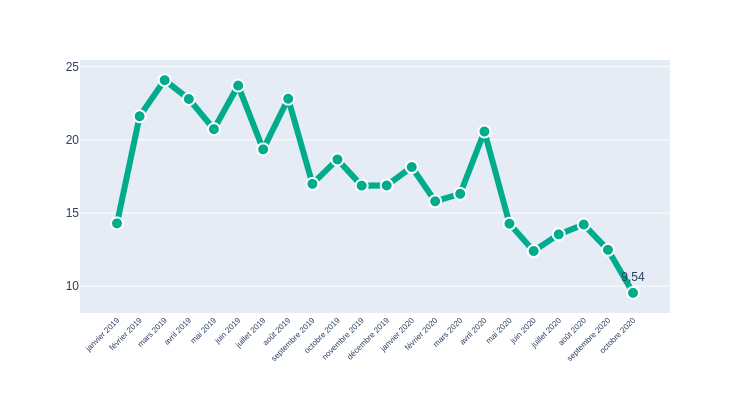 25
20
15
10
9.54
janvier 2019
février 2019
mars 2019
avril 2019
mai 2019
juin 2019
juillet 2019
août 2019
septembre 2019
octobre 2019
novembre 2019
décembre 2019
janvier 2020
février 2020
mars 2020
avril 2020
mai 2020
juin 2020
juillet 2020
août 2020
septembre 2020
octobre 2020